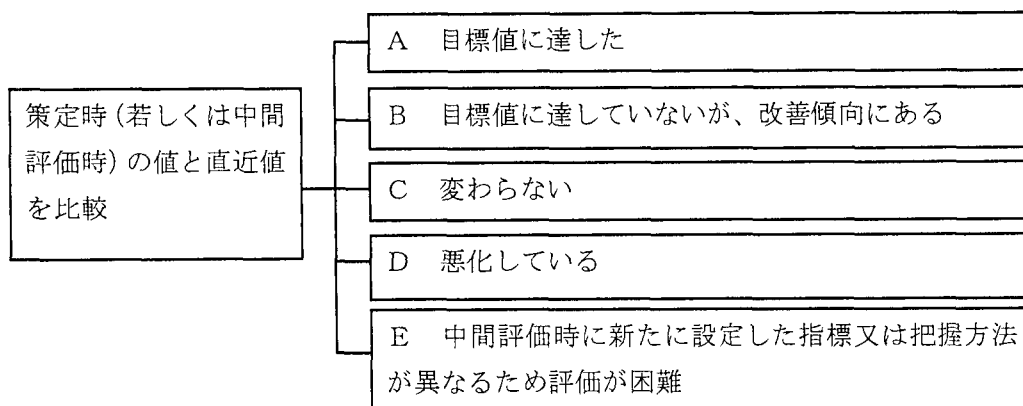 策定時(若しくは中間
評価時)の値と直近値
を比較
A 目標値に達した
B 目標値に達していないが、改善傾向にある
C 変わらない
D 悪化している
E 中間評価時に新たに設定した指標又は把握方法
が異なるため評価が困難